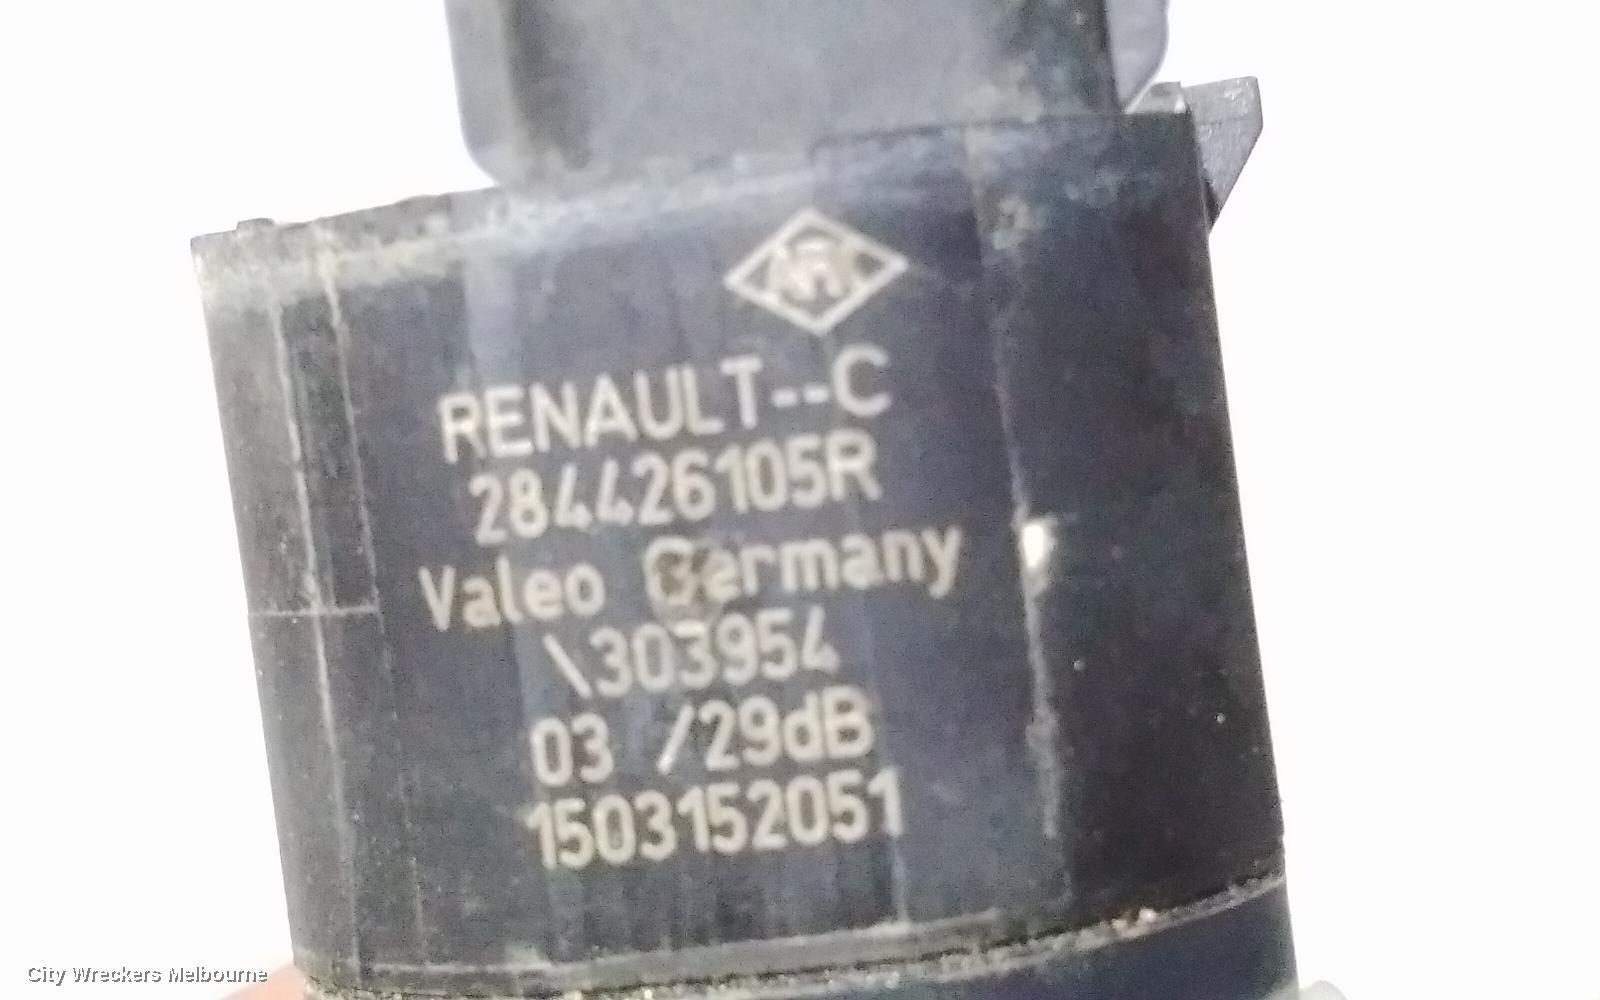 RENAULT--C
284426105R
Valeo Germany
\303954
03 /29dB
1503152051
City Wreckers Melbourne